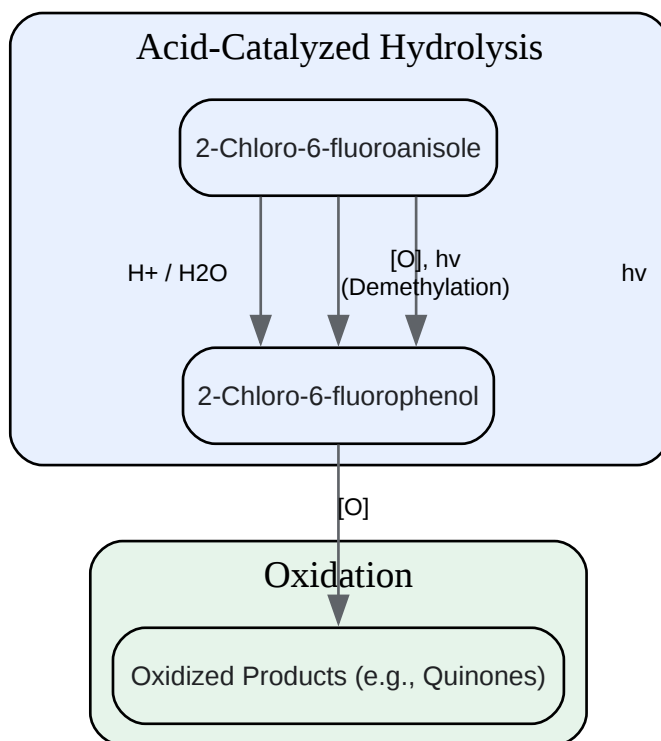 Acid-Catalyzed Hydrolysis
2-Chloro-6-fluoroanisole
H+ / H2O
[O], hv
(Demethylation)
hv
2-Chloro-6-fluorophenol
[O]
Oxidation
Oxidized Products (e.g., Quinones)